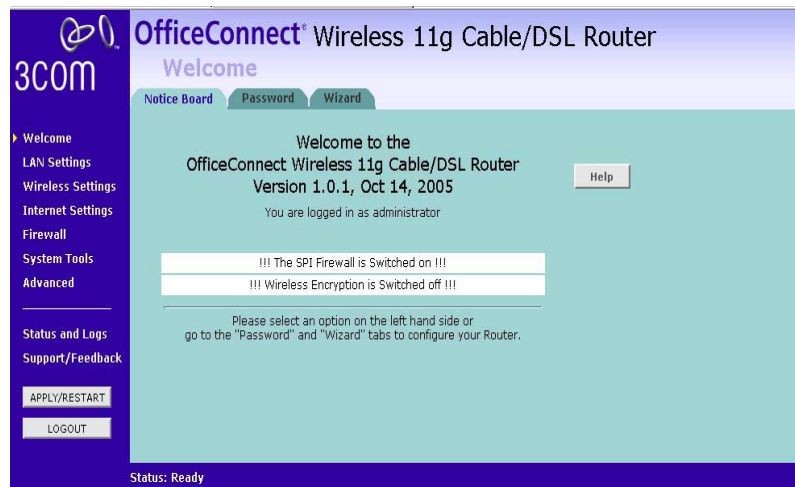 3COM
OfficeConnect® Wireless 11g Cable/DSL Router
Welcome
Notice Board
Password
Wizard
Welcome
LAN Settings
Wireless Settings
Internet Settings
Firewall
System Tools
Advanced
Status and Logs
Support/Feedback
APPLY/RESTART
LOGOUT
Welcome to the
OfficeConnect Wireless 11g Cable/DSL Router
Version 1.0.1, Oct 14, 2005
You are logged in as administrator
Help
!!! The SPI Firewall is Switched on !!!
!!! Wireless Encryption is Switched off !!!
Please select an option on the left hand side or
go to the "Password" and "Wizard" tabs to configure your Router.
Status: Ready